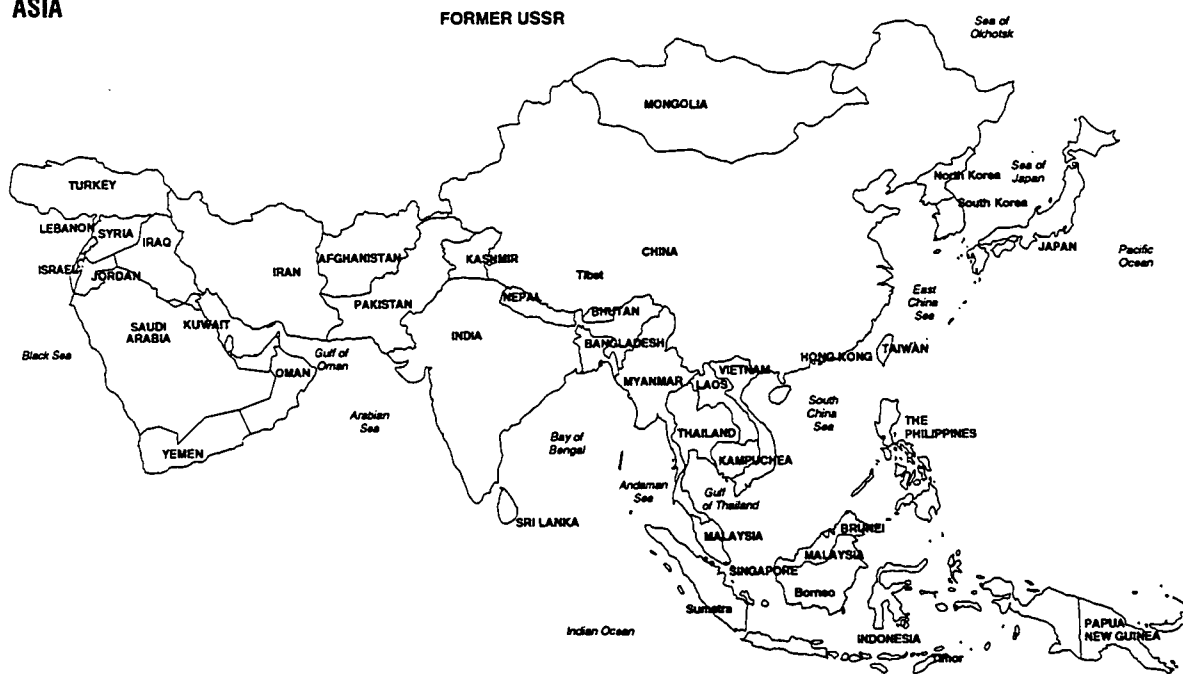 ASIA
FORMER USSR
Sea of
Okhotsk
MONGOLIA
North Korea
Sea of
Japan
TURKEY
South Korea
LEBANON
SYRIA
IRAQ
JAPAN
Pacific
Ocean
ISRAEL
JORDAN
IRAN
AFGHANISTAN
KASHMIR
CHINA
Tibet
PAKISTAN
NEPAL
BHUTAN
East
China
Sea
SAUDI
ARABIA
KUWAIT
INDIA
BANGLADESH
HONG KONG
TAIWAN
Black Sea
Gulf of
Oman
OMAN
MYANMAR
LAOS
VIETNAM
Arabian
Sea
South
China
Sea
Bay of
Bengal
THAILAND
THE
PHILIPPINES
YEMEN
KAMPUCHEA
Andaman
Sea
Gulf
of Thailand
SRI LANKA
MALAYSIA
BRUNEI
MALAYSIA
SINGAPORE
Borneo
Sumatra
Indian Ocean
INDONESIA
PAPUA
NEW GUINEA
Timor